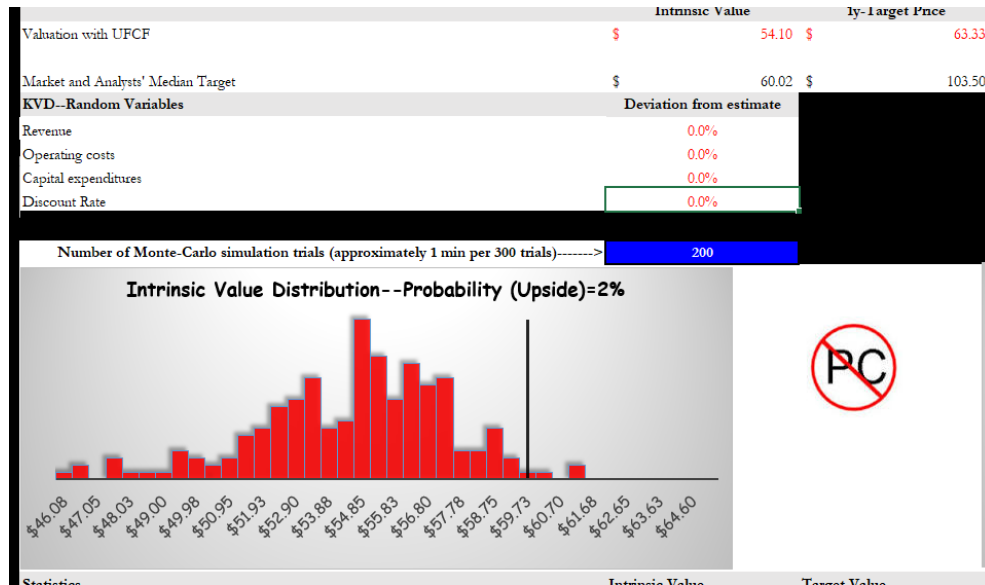 Intrinsic Value 1y-Target Price
Valuation with UFCF $ 54.10 $ 63.33
Market and Analysts' Median Target $ 60.02 $ 103.50
KVD--Random Variables Deviation from estimate
Revenue 0.0%
Operating costs 0.0%
Capital expenditures 0.0%
Discount Rate 0.0%
Number of Monte-Carlo simulation trials (approximately 1 min per 300 trials)-------> 200
Intrinsic Value Distribution--Probability (Upside)=2%
PC
$46.08 $47.05 $48.03 $49.00 $49.98 $50.95 $51.93 $52.90 $53.88 $54.85 $55.83 $56.80 $57.78 $58.75 $59.73 $60.70 $61.68 $62.65 $63.63 $64.60
Statistics Intrinsic Value Target Value